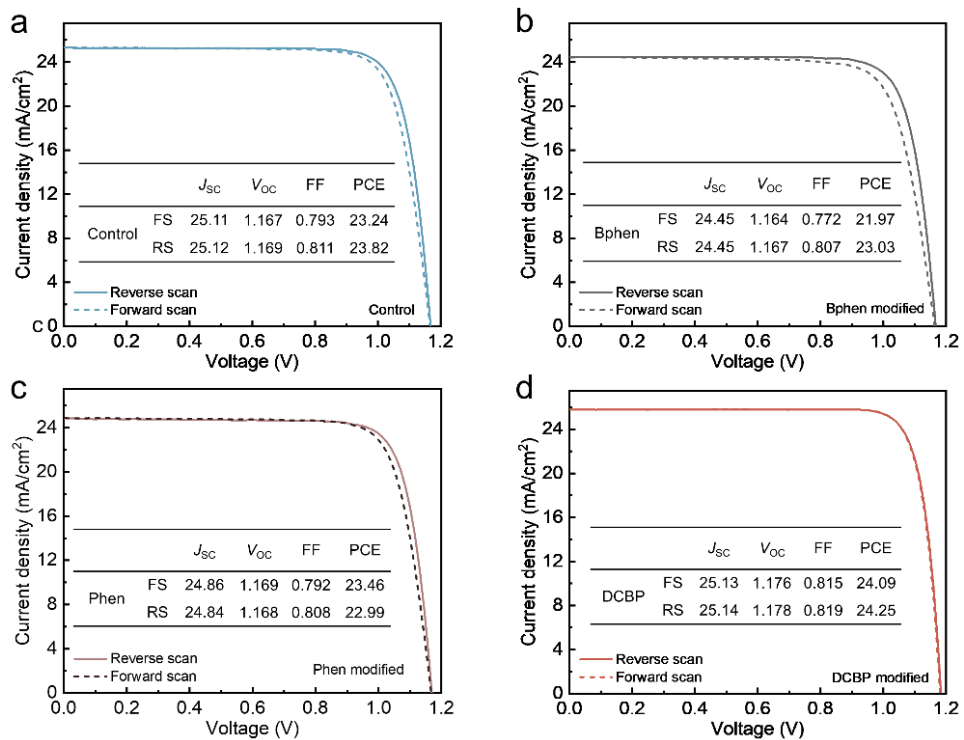 a
Current density (mA/cm²)
24
20
16
12
8
4
C 0
0.0 0.2 0.4 0.6 0.8 1.0 1.2
Voltage (V)
JSC VOC FF PCE
Control
FS 25.11 1.167 0.793 23.24
RS 25.12 1.169 0.811 23.82
Reverse scan
Forward scan
Control
b
Current density (mA/cm²)
24
20
16
12
8
4
0
0.0 0.2 0.4 0.6 0.8 1.0 1.2
Voltage (V)
JSC VOC FF PCE
Bphen
FS 24.45 1.164 0.772 21.97
RS 24.45 1.167 0.807 23.03
Reverse scan
Forward scan
Bphen modified
c
Current density (mA/cm²)
24
20
16
12
8
4
0
0.0 0.2 0.4 0.6 0.8 1.0 1.2
Voltage (V)
JSC VOC FF PCE
Phen
FS 24.86 1.169 0.792 23.46
RS 24.84 1.168 0.808 22.99
Reverse scan
Forward scan
Phen modified
d
Current density (mA/cm²)
24
20
16
12
8
4
0
0.0 0.2 0.4 0.6 0.8 1.0 1.2
Voltage (V)
JSC VOC FF PCE
DCBP
FS 25.13 1.176 0.815 24.09
RS 25.14 1.178 0.819 24.25
Reverse scan
Forward scan
DCBP modified